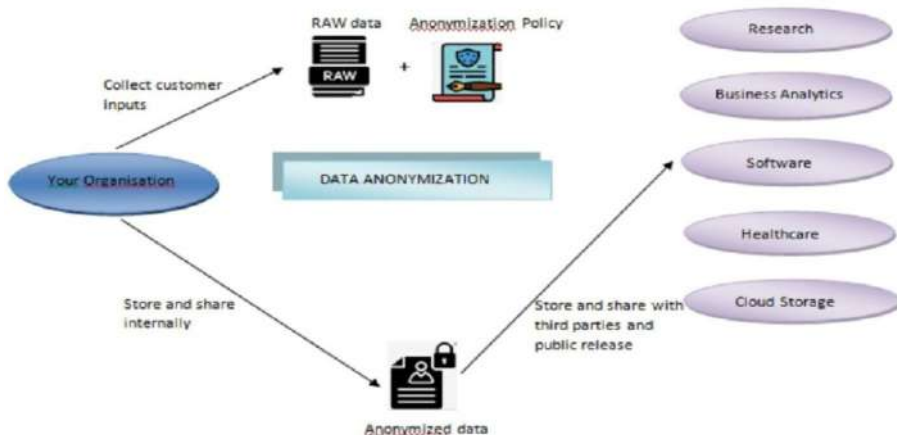 RAW data
Anonymization Policy
RAW
+
Collect customer
inputs
Your Organisation
DATA ANONYMIZATION
Store and share
internally
Anonymized data
Store and share with
third parties and
public release
Research
Business Analytics
Software
Healthcare
Cloud Storage